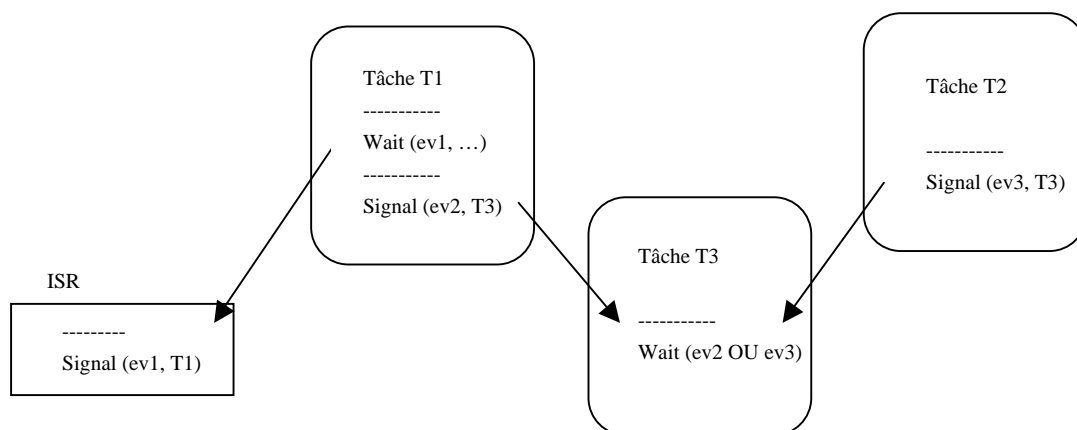 Tâche T1
-----------
Wait (ev1, …)
-----------
Signal (ev2, T3)
Tâche T2
-----------
Signal (ev3, T3)
Tâche T3
-----------
Wait (ev2 OU ev3)
ISR
---------
Signal (ev1, T1)